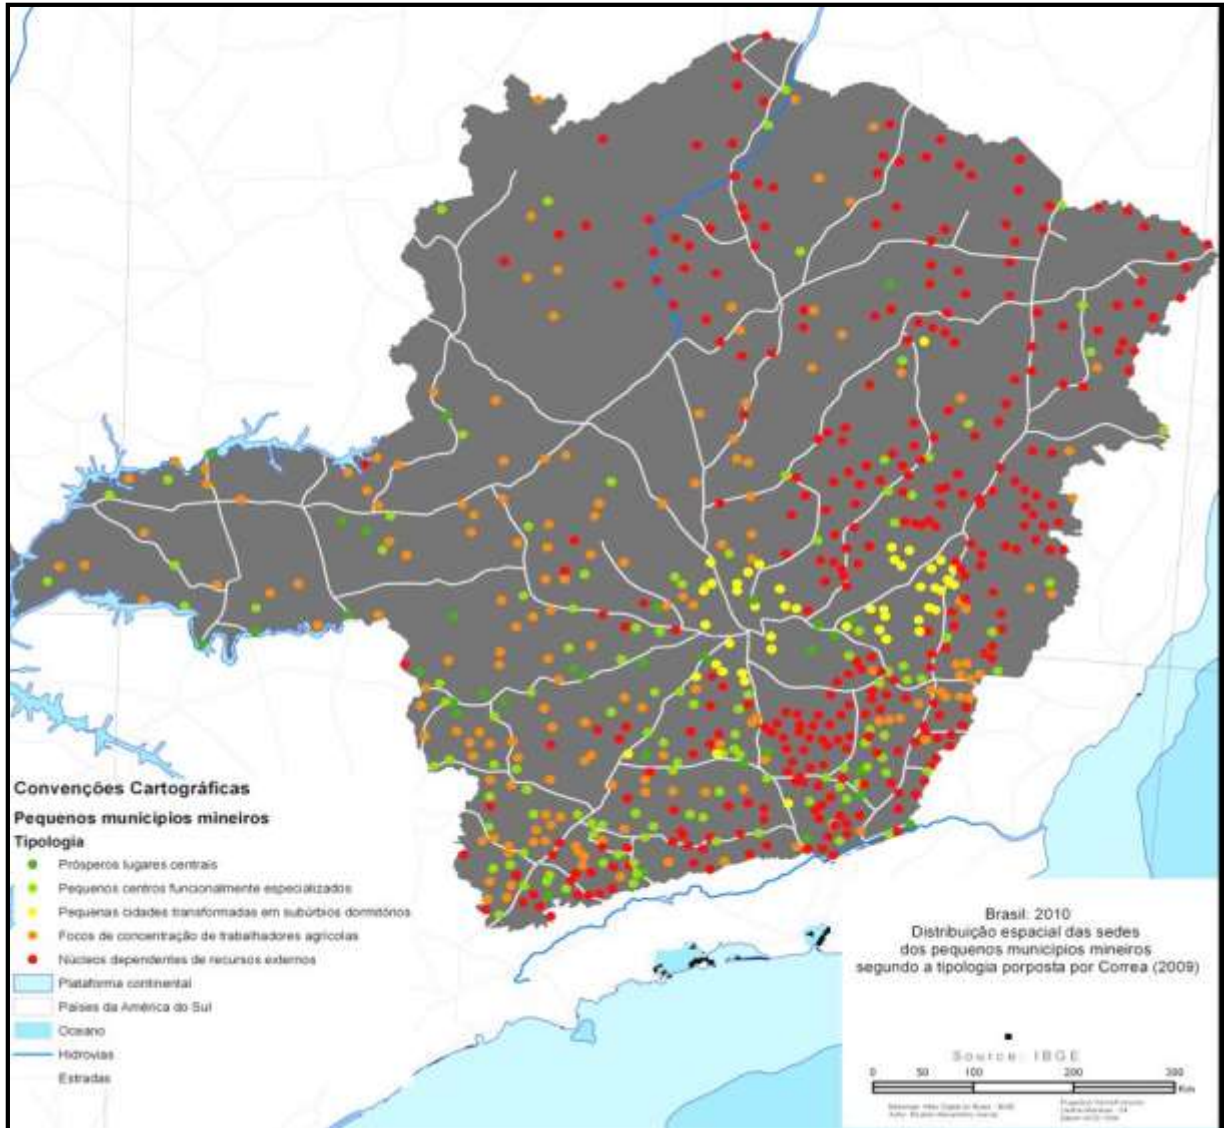 Convenções Cartográficas
Pequenos municípios mineiros
Tipologia
Prósperos lugares centrais
Pequenos centros funcionalmente especializados
Pequenas cidades transformadas em subúrbios dormitórios
Focos de concentração de trabalhadores agrícolas
Núcleos dependentes de recursos externos
Plataforma continental
Países da América do Sul
Oceano
Hidrovias
Estradas
Brasil: 2010
Distribuição espacial das sedes
dos pequenos municípios mineiros
segundo a tipologia porposta por Correa (2009)
Source: IBGE
0 50 100 200 300
Km